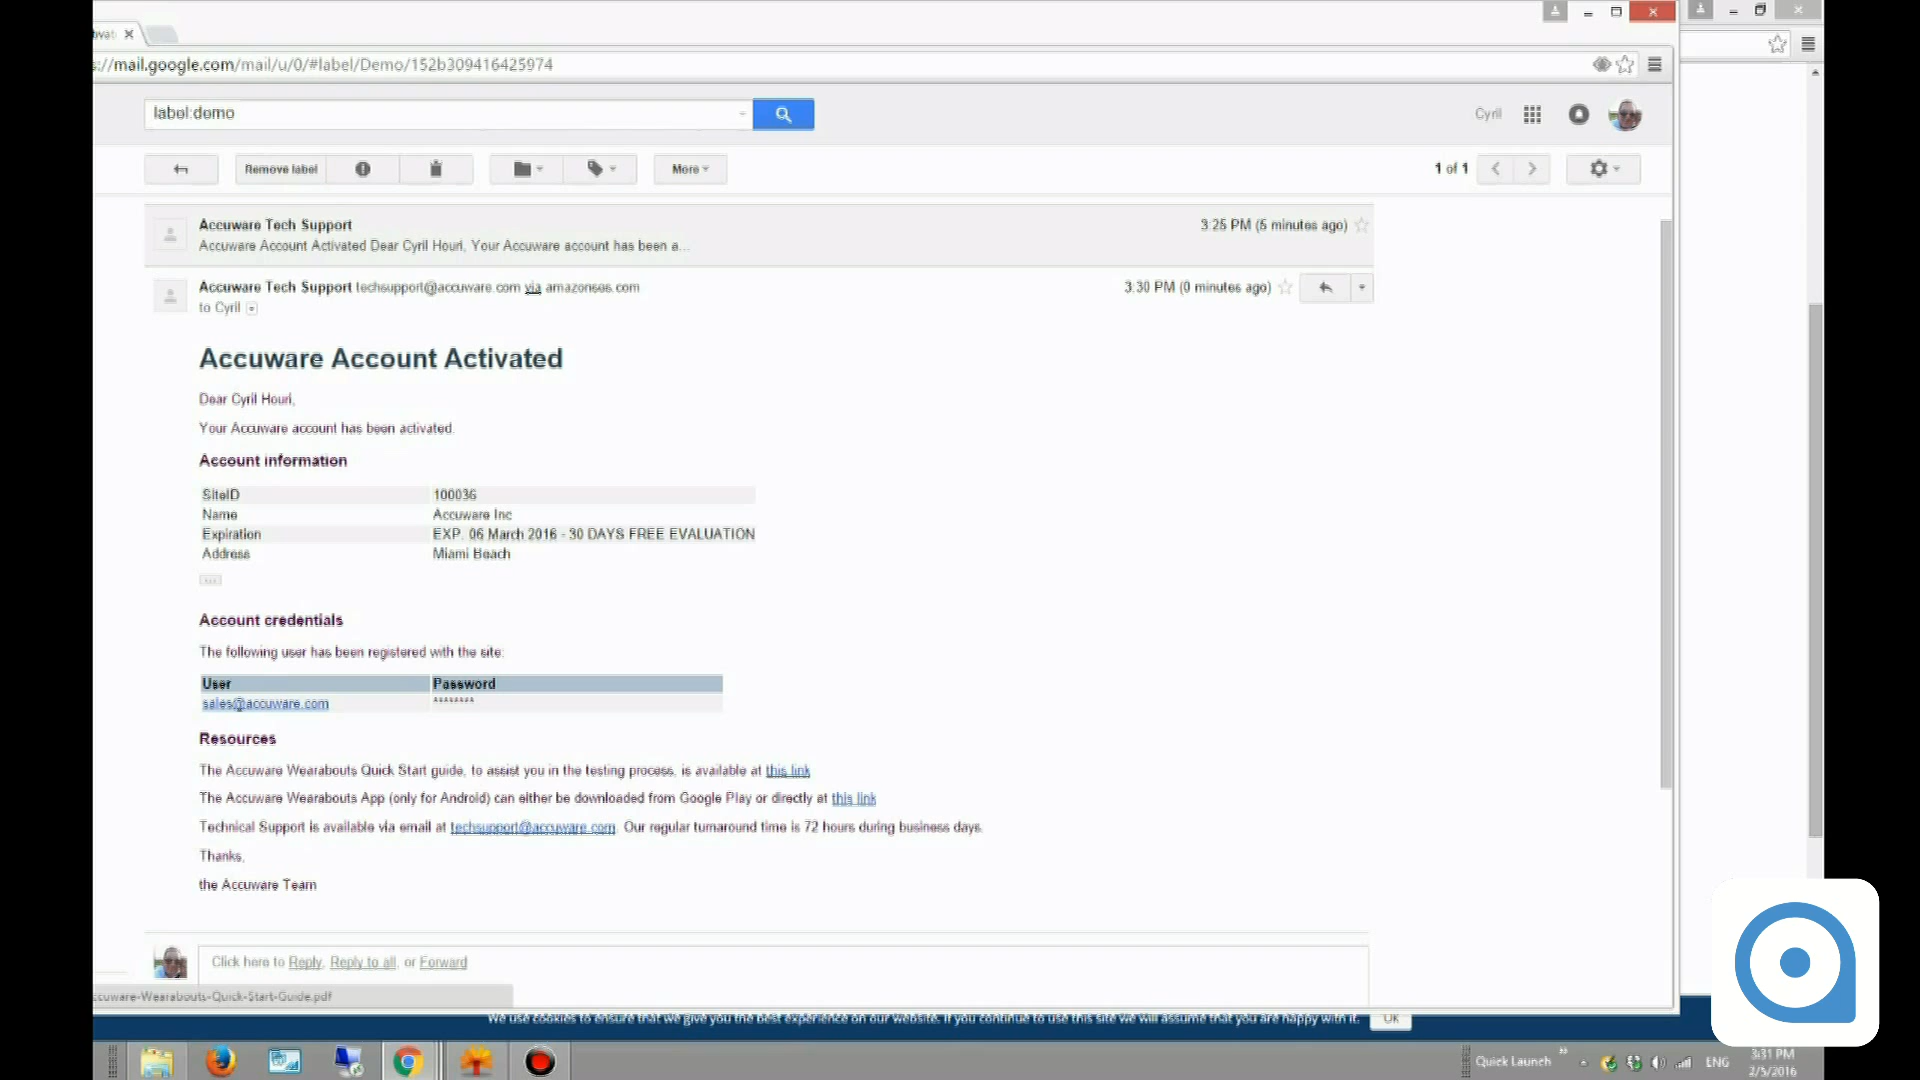 ://mail.google.com/mail/u/0/#label/Demo/152b309416425974
label:demo
Cyril
Remove label
More
1 of 1
Accuware Tech Support
3:25 PM (5 minutes ago)
Accuware Account Activated Dear Cyril Houri, Your Accuware account has been a...
Accuware Tech Support techsupport@accuware.com via amazonses.com
3:30 PM (0 minutes ago)
to Cyril
Accuware Account Activated
Dear Cyril Houri,
Your Accuware account has been activated.
Account information
SiteID 100036
Name Accuware Inc
Expiration EXP. 06 March 2016 - 30 DAYS FREE EVALUATION
Address Miami Beach
...
Account credentials
The following user has been registered with the site:
User Password
sales@accuware.com ********
Resources
The Accuware Wearabouts Quick Start guide, to assist you in the testing process, is available at this link
The Accuware Wearabouts App (only for Android) can either be downloaded from Google Play or directly at this link
Technical Support is available via email at techsupport@accuware.com. Our regular turnaround time is 72 hours during business days.
Thanks,
the Accuware Team
Click here to Reply, Reply to all, or Forward
ccuware-Wearabouts-Quick-Start-Guide.pdf
We use cookies to ensure that we give you the best experience on our website. If you continue to use this site we will assume that you are happy with it.
Ok
Quick Launch
ENG
3:31 PM
2/5/2016